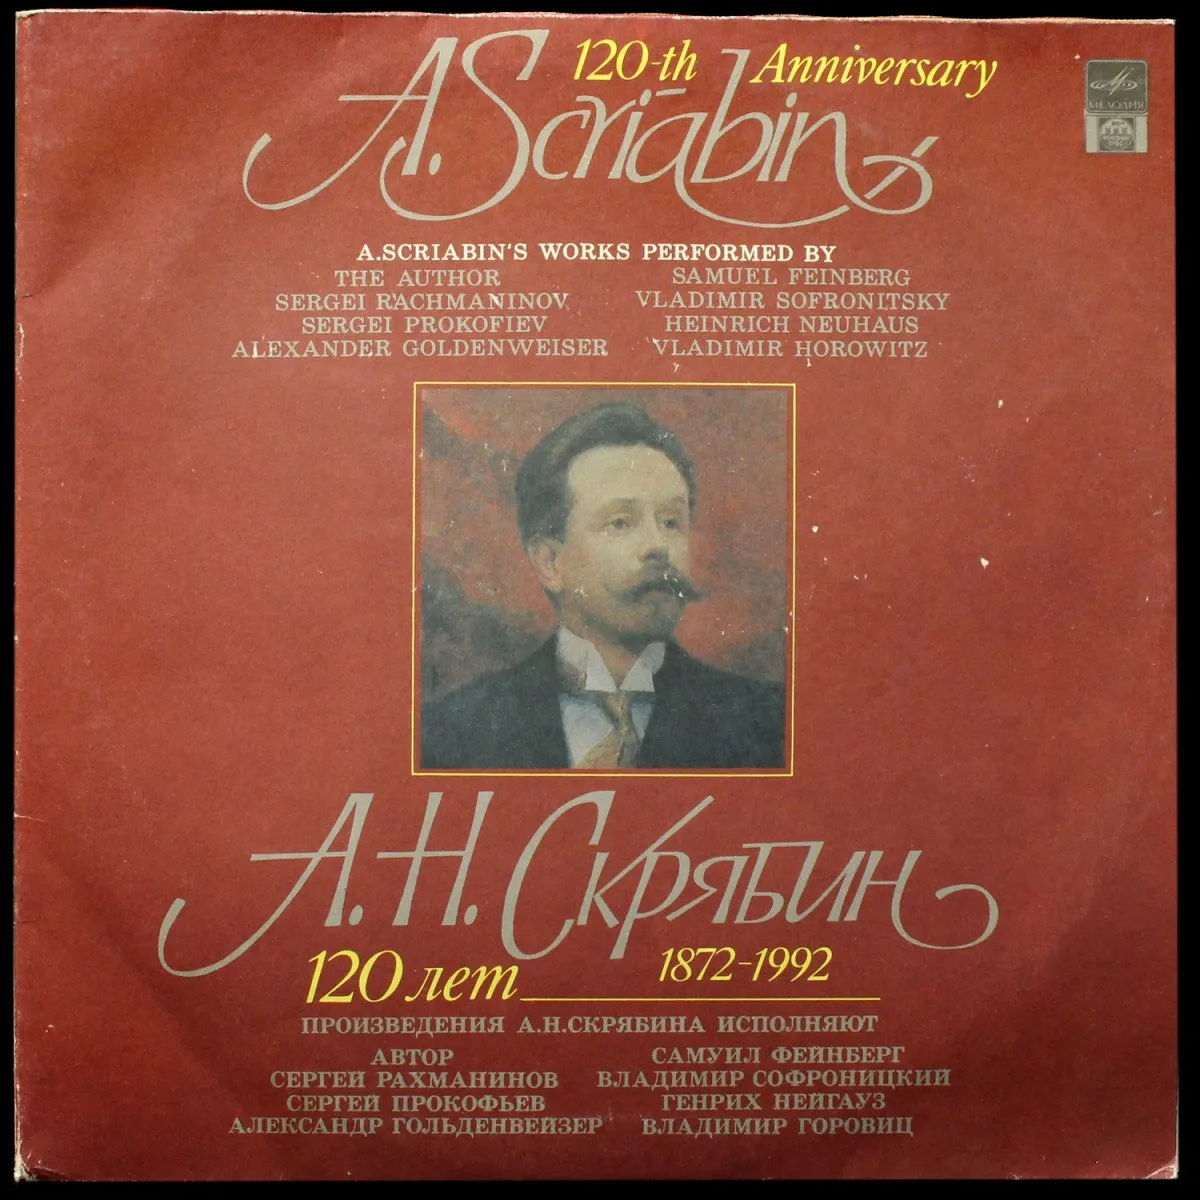 120-th Anniversary
A. Scriabin
МЕЛОДИЯ
A.SCRIABIN'S WORKS PERFORMED BY
THE AUTHOR
SERGEI RACHMANINOV
SERGEI PROKOFIEV
ALEXANDER GOLDENWEISER
SAMUEL FEINBERG
VLADIMIR SOFRONITSKY
HEINRICH NEUHAUS
VLADIMIR HOROWITZ
А. Н. Скрябин
120 лет
1872-1992
ПРОИЗВЕДЕНИЯ А.Н.СКРЯБИНА ИСПОЛНЯЮТ
АВТОР
СЕРГЕЙ РАХМАНИНОВ
СЕРГЕЙ ПРОКОФЬЕВ
АЛЕКСАНДР ГОЛЬДЕНВЕЙЗЕР
САМУИЛ ФЕЙНБЕРГ
ВЛАДИМИР СОФРОНИЦКИЙ
ГЕНРИХ НЕЙГАУЗ
ВЛАДИМИР ГОРОВИЦ